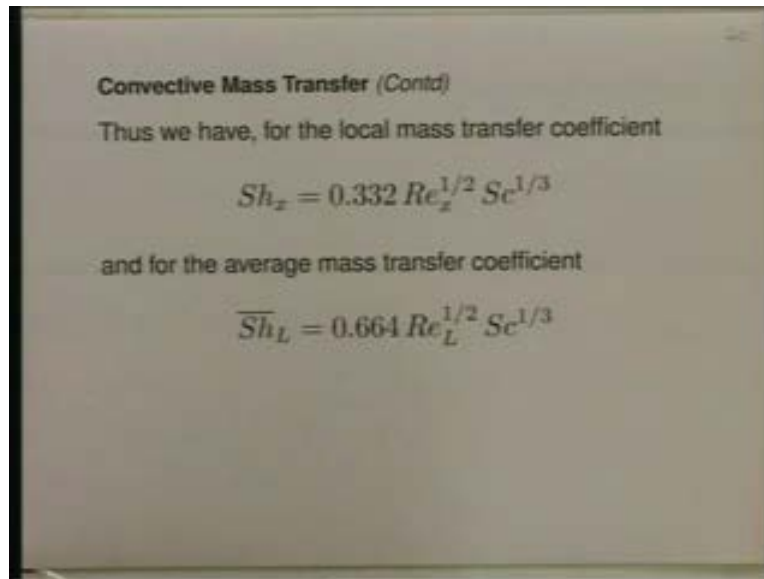 Convective Mass Transfer (Contd)
Thus we have, for the local mass transfer coefficient
Sh_x = 0.332 Re_x^{1/2} Sc^{1/3}
and for the average mass transfer coefficient
\overline{Sh}_L = 0.664 Re_L^{1/2} Sc^{1/3}